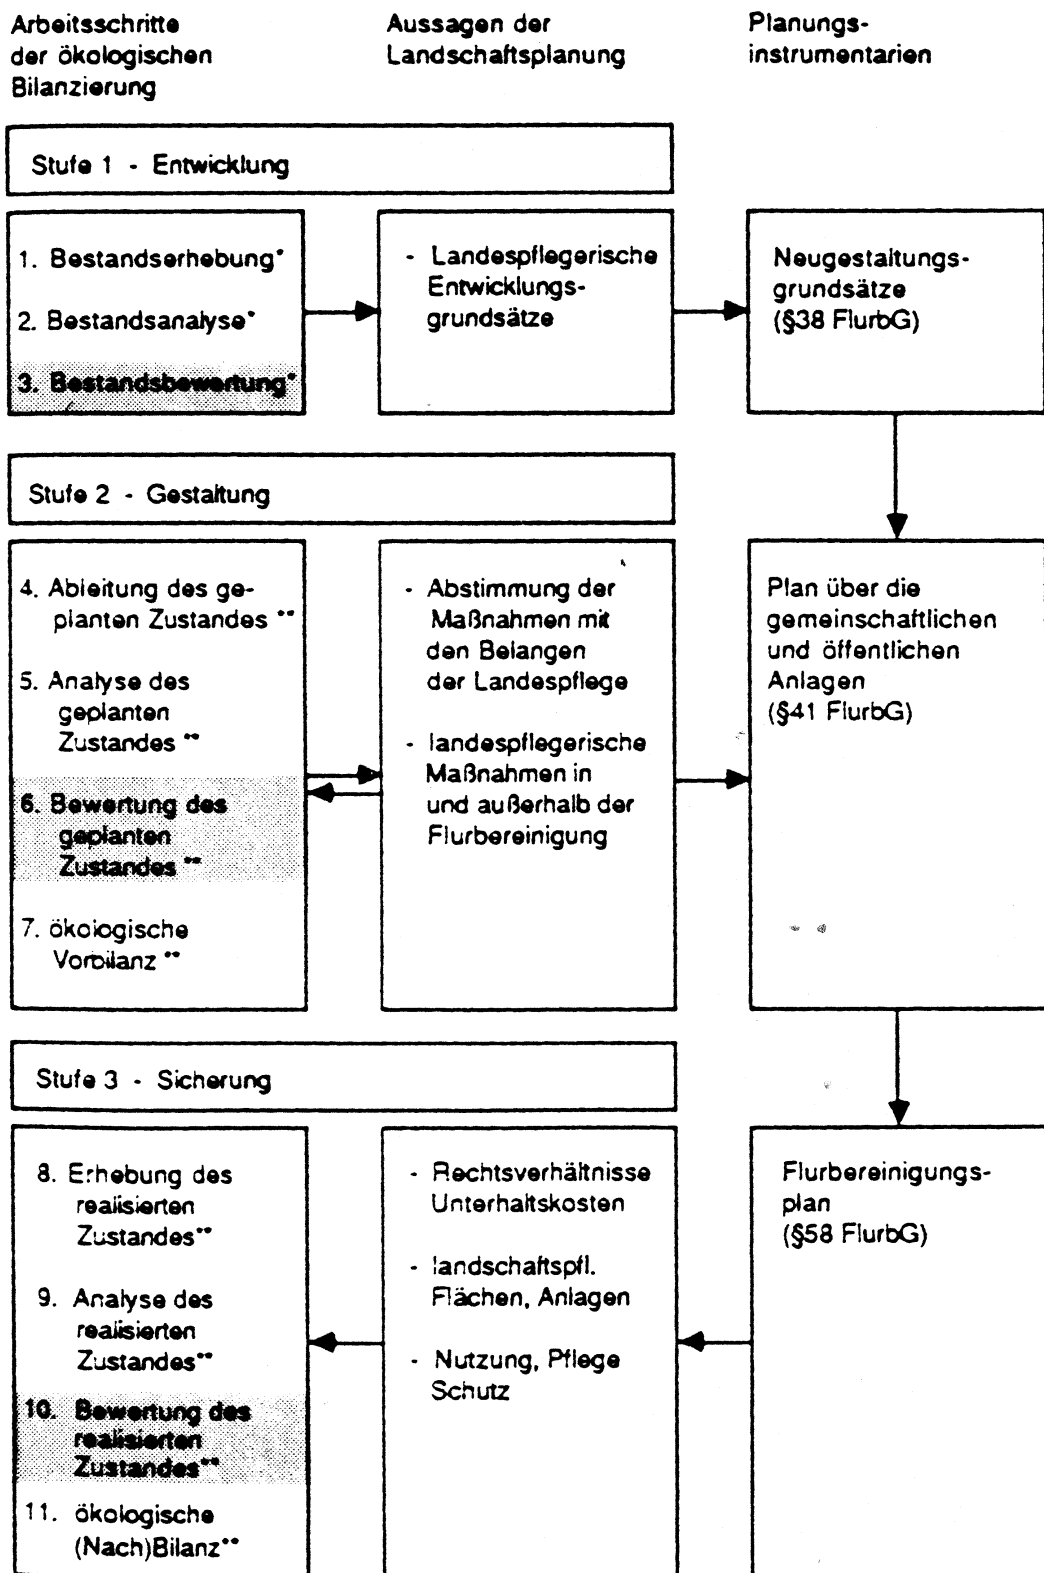 Arbeitsschritte
der ökologischen
Bilanzierung
Aussagen der
Landschaftsplanung
Planungs-
instrumentarien
Stufe 1 - Entwicklung
1. Bestandserhebung*
2. Bestandsanalyse*
3. Bestandsbewertung*
- Landespflegerische
Entwicklungs-
grundsätze
Neugestaltungs-
grundsätze
(§38 FlurbG)
Stufe 2 - Gestaltung
4. Ableitung des ge-
planten Zustandes **
5. Analyse des
geplanten
Zustandes **
6. Bewertung des
geplanten
Zustandes **
7. ökologische
Vorbilanz **
- Abstimmung der
Maßnahmen mit
den Belangen
der Landespflege
- landespflegerische
Maßnahmen in
und außerhalb der
Flurbereinigung
Plan über die
gemeinschaftlichen
und öffentlichen
Anlagen
(§41 FlurbG)
Stufe 3 - Sicherung
8. Erhebung des
realisierten
Zustandes**
9. Analyse des
realisierten
Zustandes**
10. Bewertung des
realisierten
Zustandes**
11. ökologische
(Nach)Bilanz**
- Rechtsverhältnisse
Unterhaltskosten
- landschaftspfl.
Flächen, Anlagen
- Nutzung, Pflege
Schutz
Flurbereinigungs-
plan
(§58 FlurbG)